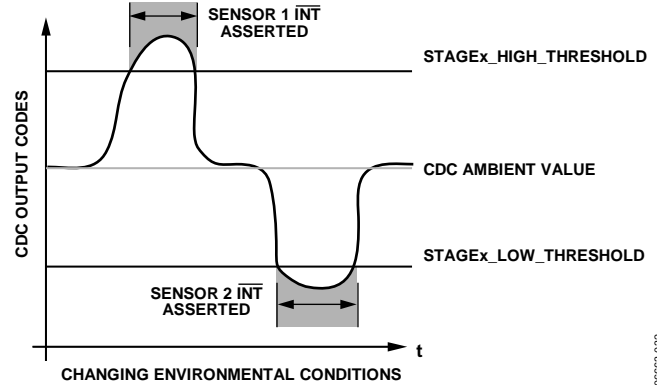 SENSOR 1 INT
ASSERTED
STAGEx_HIGH_THRESHOLD
CDC OUTPUT CODES
CDC AMBIENT VALUE
STAGEx_LOW_THRESHOLD
SENSOR 2 INT
ASSERTED
t
CHANGING ENVIRONMENTAL CONDITIONS